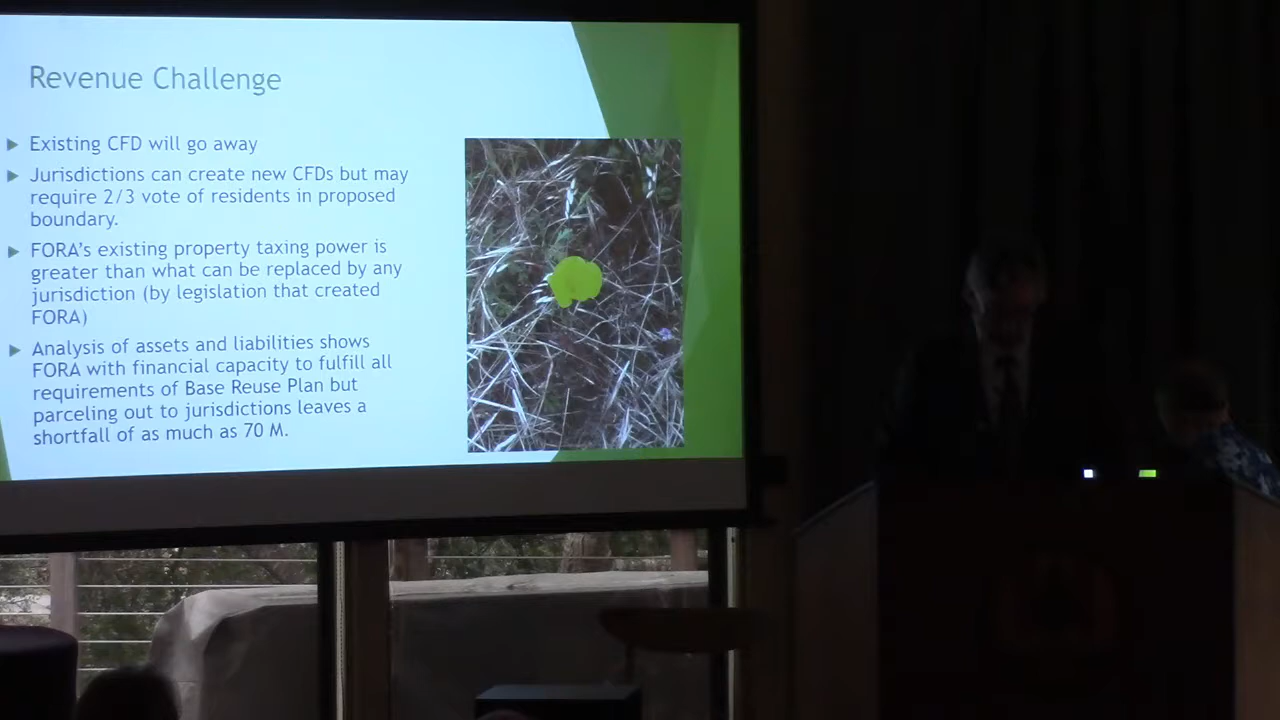 Revenue Challenge
Existing CFD will go away
Jurisdictions can create new CFDs but may
require 2/3 vote of residents in proposed
boundary.
FORA's existing property taxing power is
greater than what can be replaced by any
jurisdiction (by legislation that created
FORA)
Analysis of assets and liabilities shows
FORA with financial capacity to fulfill all
requirements of Base Reuse Plan but
parceling out to jurisdictions leaves a
shortfall of as much as 70 M.